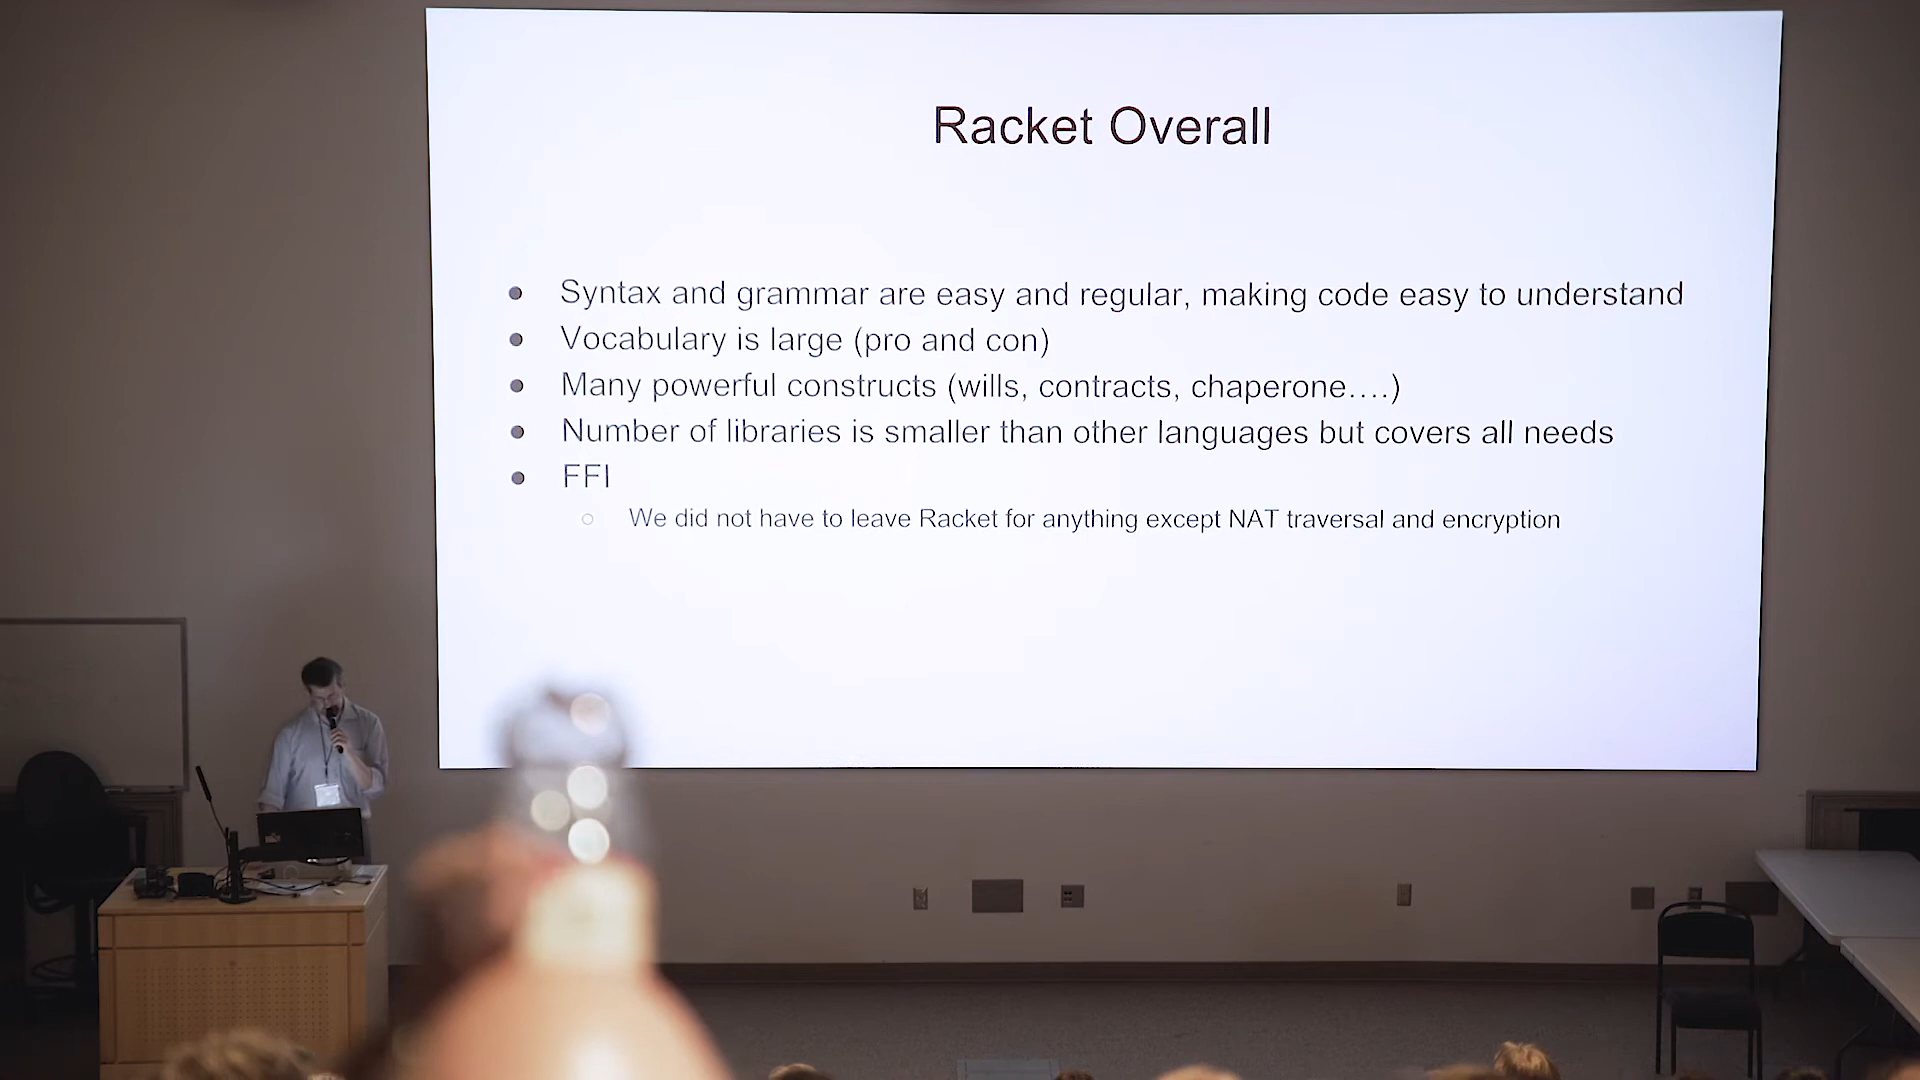 Racket Overall
● Syntax and grammar are easy and regular, making code easy to understand
● Vocabulary is large (pro and con)
● Many powerful constructs (wills, contracts, chaperone….)
● Number of libraries is smaller than other languages but covers all needs
● FFI
○ We did not have to leave Racket for anything except NAT traversal and encryption